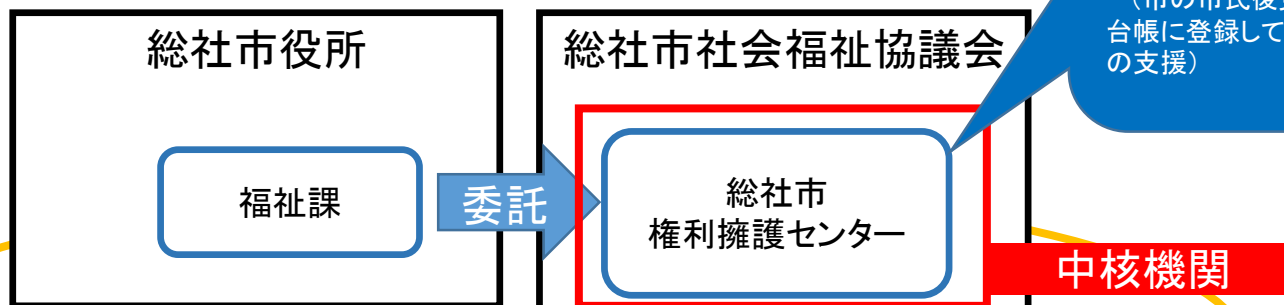 総社市役所
福祉課
委託
総社市社会福祉協議会
総社市
権利擁護センター
台帳に登録して
の支援）
中核機関